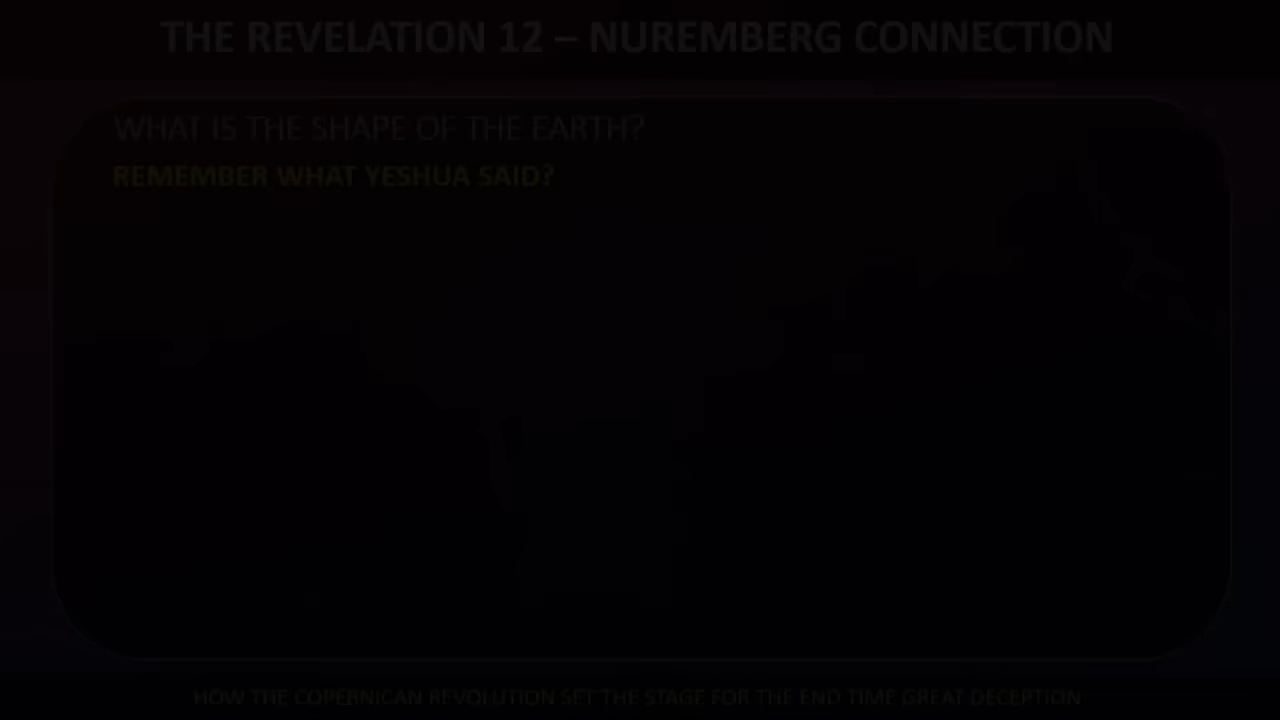 THE REVELATION 12 – NUREMBERG CONNECTION
WHAT IS THE SHAPE OF THE EARTH?
REMEMBER WHAT YESHUA SAID?
HOW THE COPERNICAN REVOLUTION SET THE STAGE FOR THE END TIME GREAT DECEPTION